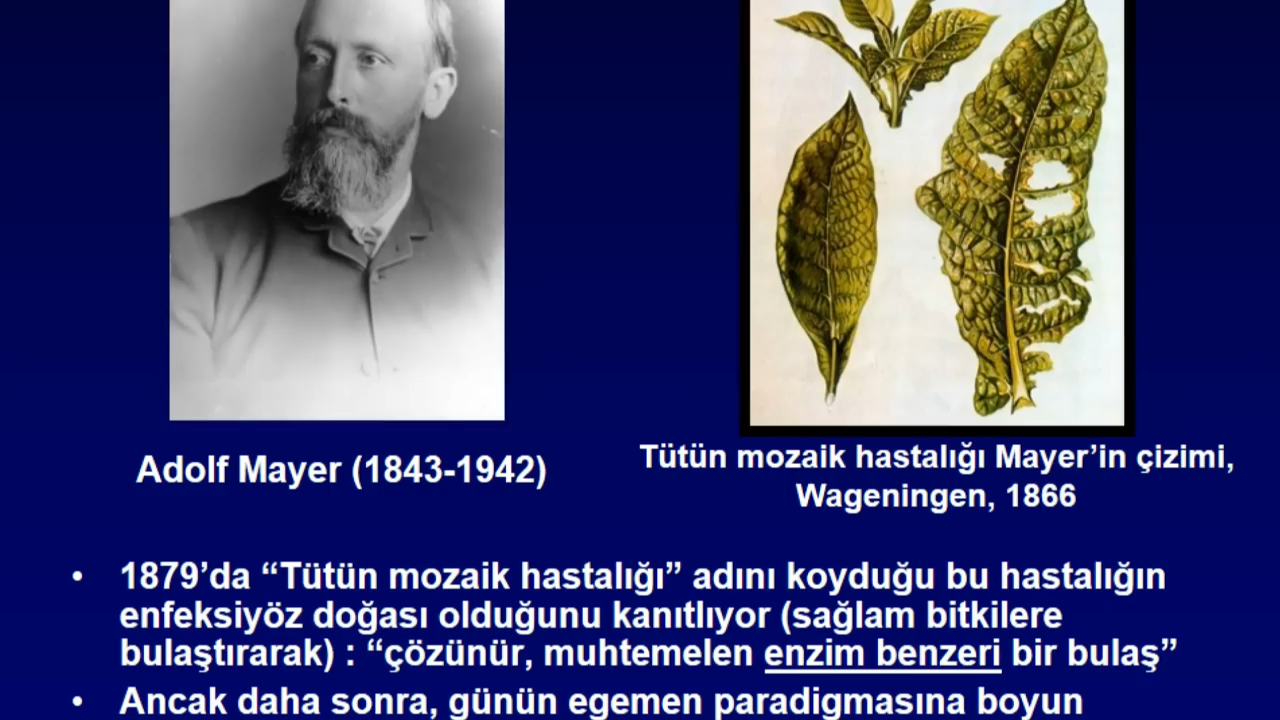 Adolf Mayer (1843-1942)
Tütün mozaik hastalığı Mayer’in çizimi,
Wageningen, 1866
• 1879’da “Tütün mozaik hastalığı” adını koyduğu bu hastalığın
enfeksiyöz doğası olduğunu kanıtlıyor (sağlam bitkilere
bulaştırarak) : “çözünür, muhtemelen enzim benzeri bir bulaş”
• Ancak daha sonra, günün egemen paradigmasına boyun